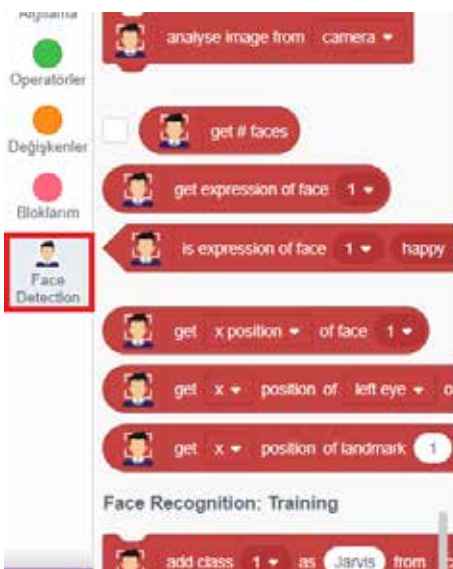 Algılama
Operatörler
Değişkenler
Bloklarım
Face
Detection
analyse image from camera
get # faces
get expression of face 1
is expression of face 1 happy
get x position of face 1
get x position of left eye o
get x position of landmark 1
Face Recognition: Training
add class 1 as Jarvis from